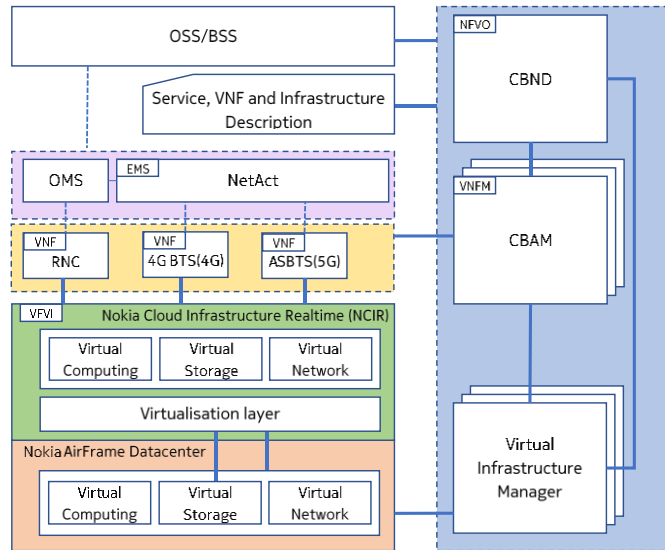 OSS/BSS
NFVO
CBND
Service, VNF and Infrastructure
Description
OMS
EMS
NetAct
VNFM
CBAM
VNF
RNC
VNF
4G BTS(4G)
VNF
ASBTS(5G)
VFVI
Nokia Cloud Infrastructure Realtime (NCIR)
Virtual
Computing
Virtual
Storage
Virtual
Network
Virtualisation layer
Nokia AirFrame Datacenter
Virtual
Computing
Virtual
Storage
Virtual
Network
Virtual
Infrastructure
Manager